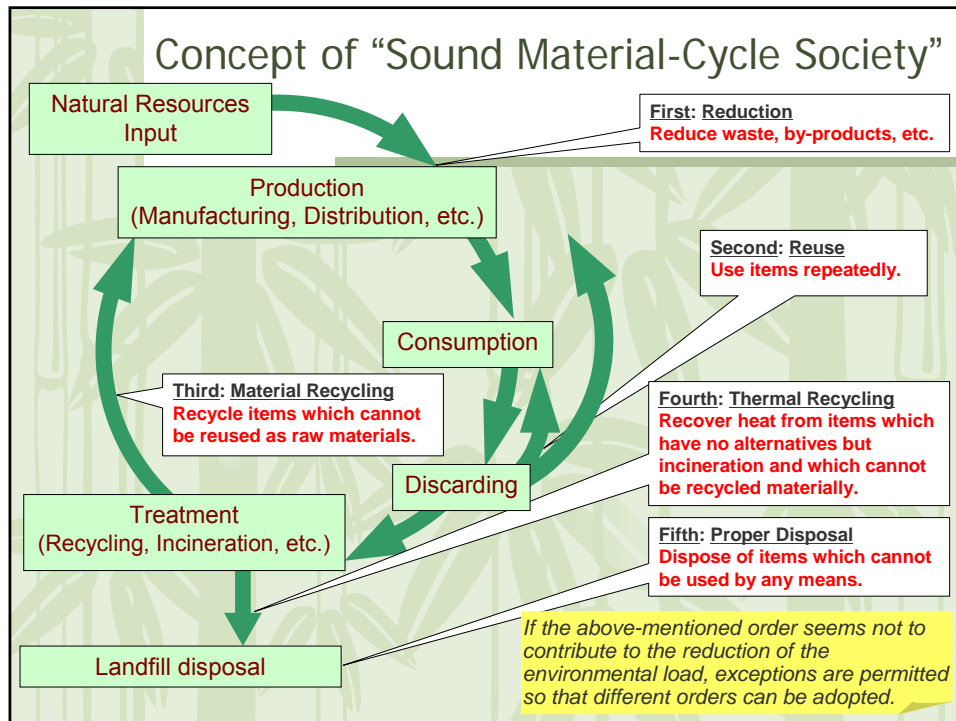 Concept of “Sound Material-Cycle Society”
Natural Resources
Input
First: Reduction
Reduce waste, by-products, etc.
Production
(Manufacturing, Distribution, etc.)
Second: Reuse
Use items repeatedly.
Consumption
Third: Material Recycling
Recycle items which cannot
be reused as raw materials.
Fourth: Thermal Recycling
Recover heat from items which
have no alternatives but
incineration and which cannot
be recycled materially.
Discarding
Treatment
(Recycling, Incineration, etc.)
Fifth: Proper Disposal
Dispose of items which cannot
be used by any means.
Landfill disposal
If the above-mentioned order seems not to
contribute to the reduction of the
environmental load, exceptions are permitted
so that different orders can be adopted.